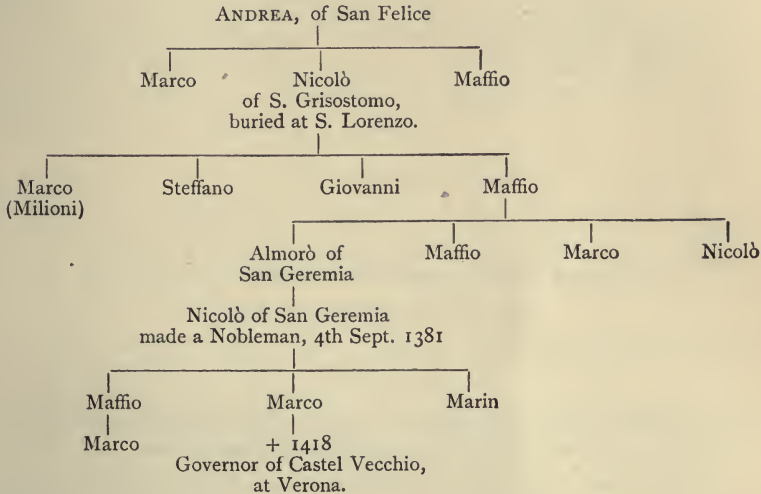 ANDREA, of San Felice
Marco Nicolò Maffio
of S. Grisostomo,
buried at S. Lorenzo.
Marco Steffano Giovanni Maffio
(Milioni)
Almorò of Maffio Marco Nicolò
San Geremia
Nicolò of San Geremia
made a Nobleman, 4th Sept. 1381
Maffio Marco Marin
Marco + 1418
Governor of Castel Vecchio,
at Verona.